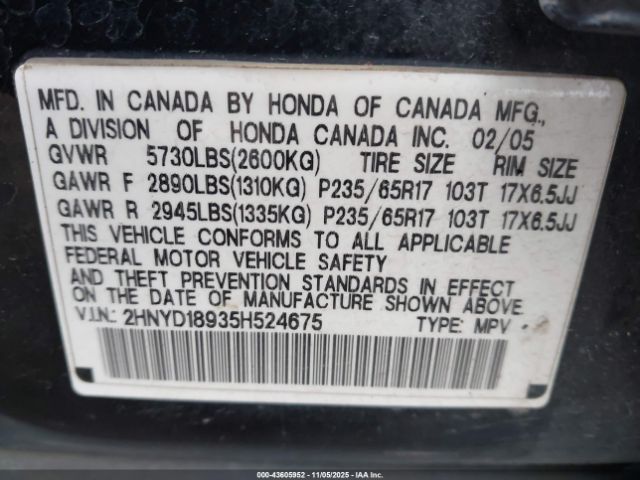 MFD. IN CANADA BY HONDA OF CANADA MFG.,
A DIVISION OF HONDA CANADA INC. 02/05
GVWR 5730LBS(2600KG) TIRE SIZE RIM SIZE
GAWR F 2890LBS(1310KG) P235/65R17 103T 17X6.5JJ
GAWR R 2945LBS(1335KG) P235/65R17 103T 17X6.5JJ
THIS VEHICLE CONFORMS TO ALL APPLICABLE
FEDERAL MOTOR VEHICLE SAFETY
AND THEFT PREVENTION STANDARDS IN EFFECT
ON THE DATE OF MANUFACTURE SHOWN ABOVE.
V.I.N.: 2HNYD18935H524675 TYPE: MPV
000-43605952 - 11/05/2025 - IAAI.COM